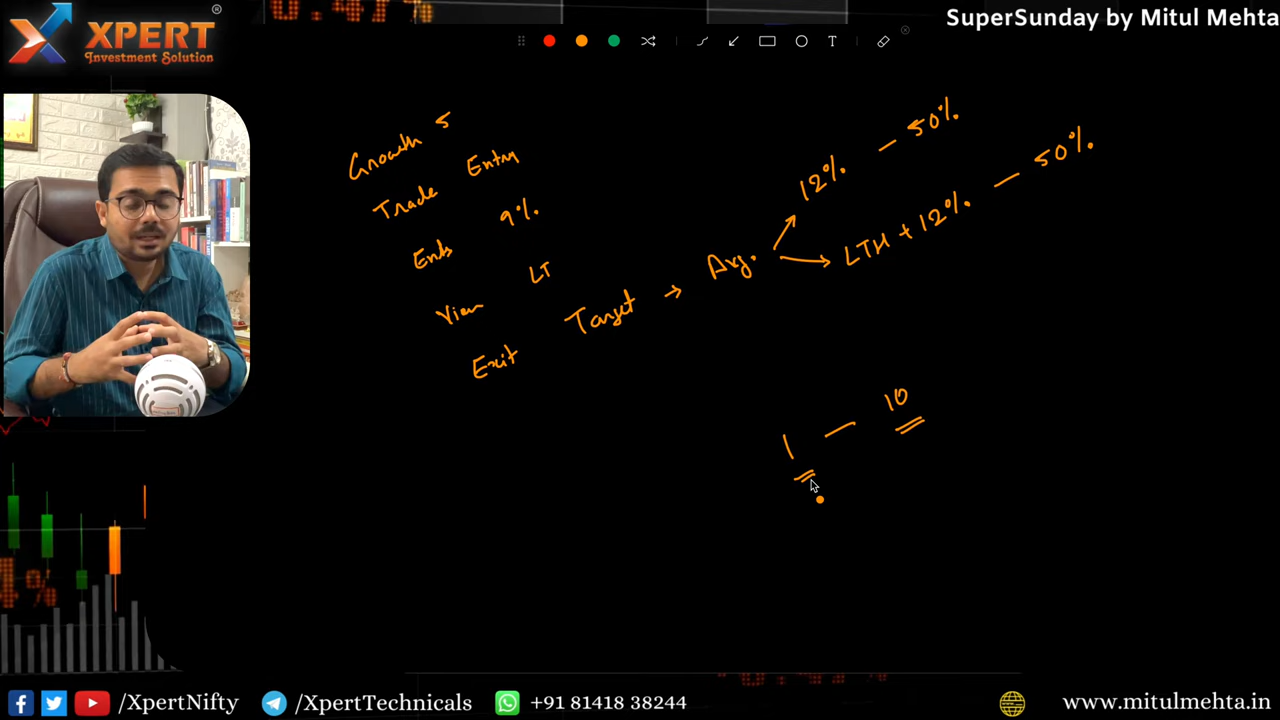 SuperSunday by Mitul Mehta
XPERT
Investment Solution
®
T
Growth 5
Trade Entry
Ents 9%
View LT
Exit Target → Avg.
12% - 50%
LTH + 12% - 50%
1 - 10
/XpertNifty
/XpertTechnicals
+91 81418 38244
www.mitulmehta.in